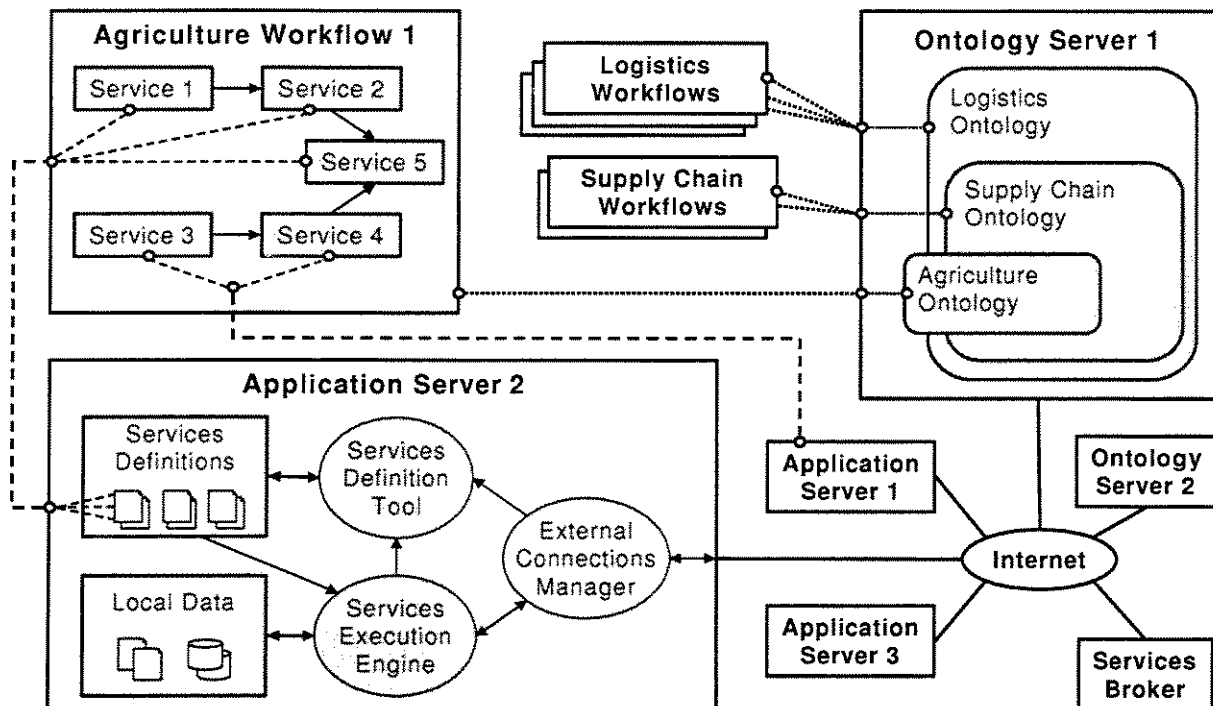 Agriculture Workflow 1
Service 1
Service 2
Service 5
Service 3
Service 4
Logistics
Workflows
Supply Chain
Workflows
Ontology Server 1
Logistics
Ontology
Supply Chain
Ontology
Agriculture
Ontology
Application Server 2
Services
Definitions
Services
Definition
Tool
External
Connections
Manager
Local Data
Services
Execution
Engine
Application
Server 1
Ontology
Server 2
Internet
Application
Server 3
Services
Broker